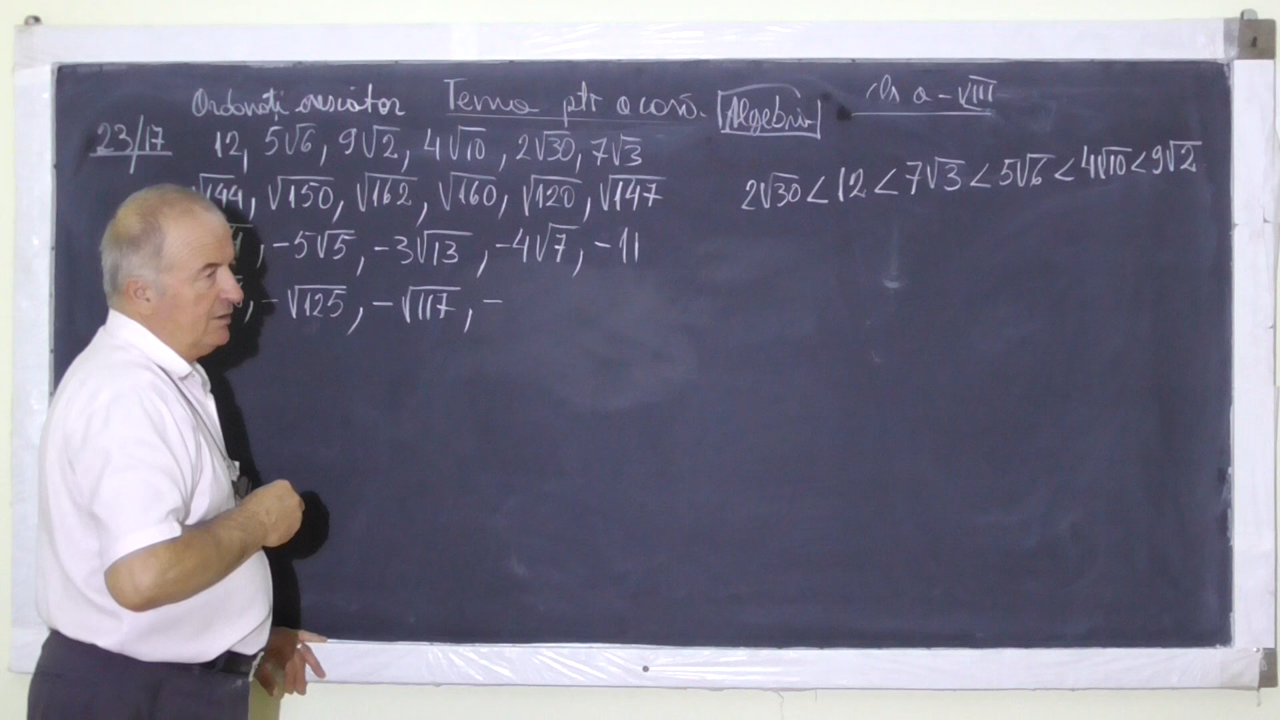 Ordonați crescător Tema ptr acasă. Algebră cls a-VIII
23/17 12, 5√6, 9√2, 4√10, 2√30, 7√3
√144, √150, √162, √160, √120, √147
2√30 < 12 < 7√3 < 5√6 < 4√10 < 9√2
, -5√5, -3√13, -4√7, -11
, -√125, -√117, -